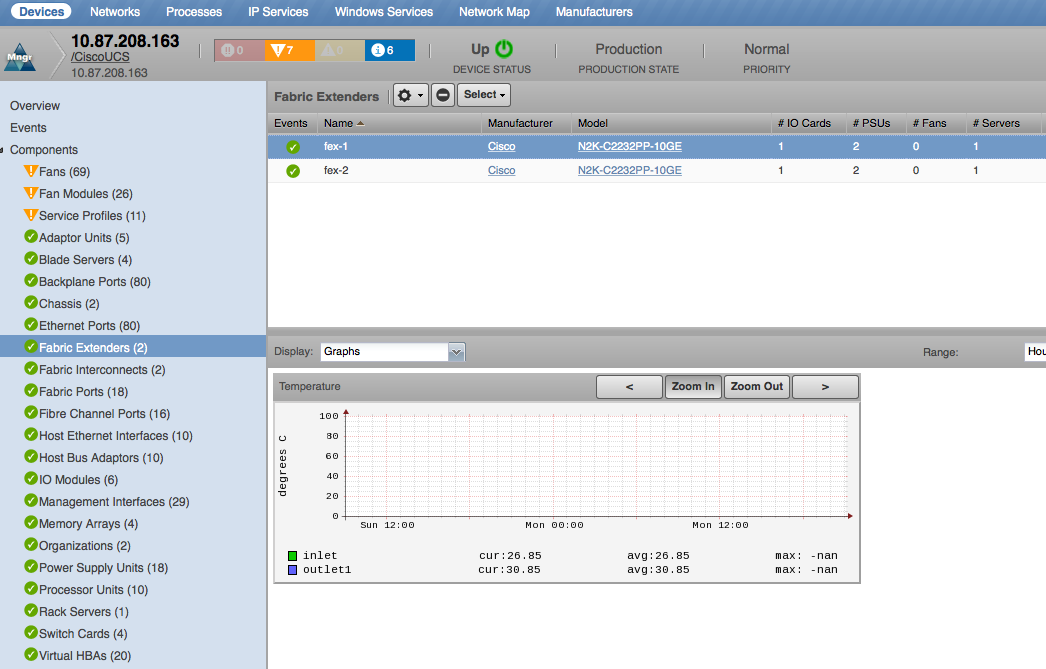 Devices Networks Processes IP Services Windows Services Network Map Manufacturers
Mngr
10.87.208.163
/CiscoUCS
10.87.208.163
0 7 0 6
Up
DEVICE STATUS
Production
PRODUCTION STATE
Normal
PRIORITY
Overview
Events
Components
Fans (69)
Fan Modules (26)
Service Profiles (11)
Adaptor Units (5)
Blade Servers (4)
Backplane Ports (80)
Chassis (2)
Ethernet Ports (80)
Fabric Extenders (2)
Fabric Interconnects (2)
Fabric Ports (18)
Fibre Channel Ports (16)
Host Ethernet Interfaces (10)
Host Bus Adaptors (10)
IO Modules (6)
Management Interfaces (29)
Memory Arrays (4)
Organizations (2)
Power Supply Units (18)
Processor Units (10)
Rack Servers (1)
Switch Cards (4)
Virtual HBAs (20)
Fabric Extenders Select
Events Name Manufacturer Model # IO Cards # PSUs # Fans # Servers
fex-1 Cisco N2K-C2232PP-10GE 1 2 0 1
fex-2 Cisco N2K-C2232PP-10GE 1 2 0 1
Display: Graphs Range: Hou
Temperature < Zoom In Zoom Out >
degrees C
100
80
60
40
20
0
Sun 12:00 Mon 00:00 Mon 12:00
inlet cur:26.85 avg:26.85 max: -nan
outlet1 cur:30.85 avg:30.85 max: -nan